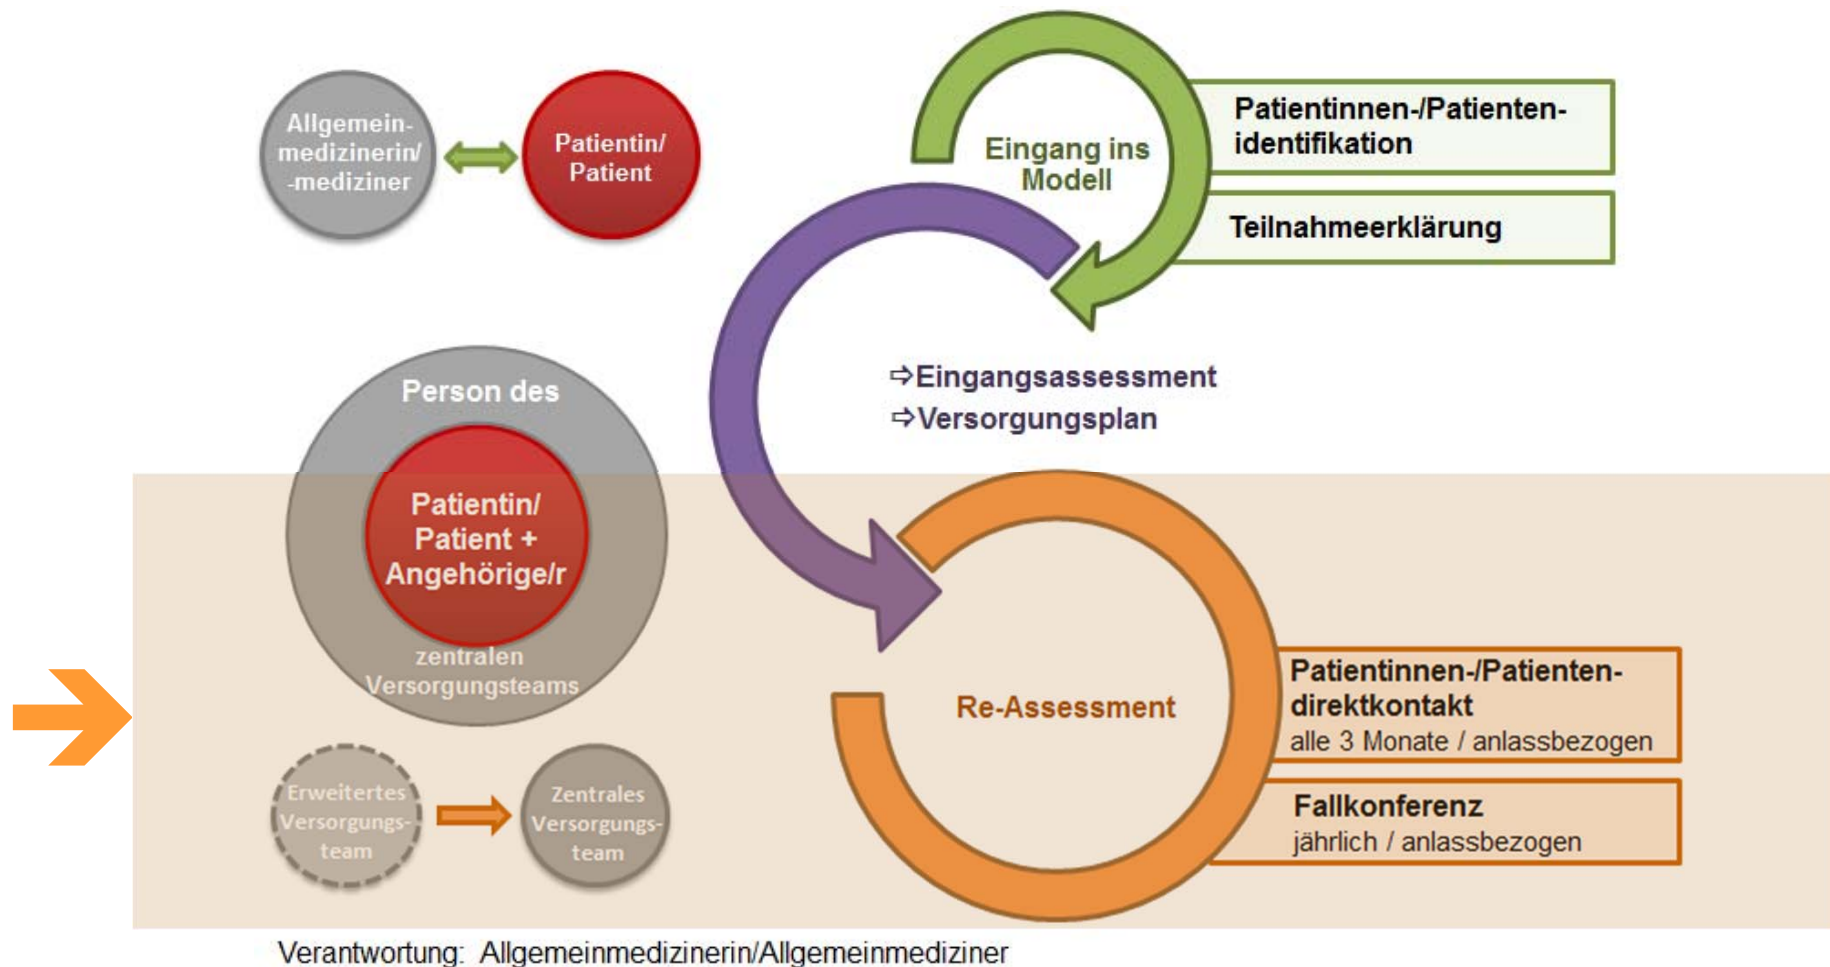 Allgemein-
medizinerin/
-mediziner
Patientin/
Patient
Eingang ins
Modell
Patientinnen-/Patienten-
identifikation
Teilnahmeerklärung
Person des
Patientin/
Patient +
Angehörige/r
zentralen
Versorgungsteams
⇨Eingangsassessment
⇨Versorgungsplan
Re-Assessment
Patientinnen-/Patienten-
direktkontakt
alle 3 Monate / anlassbezogen
Fallkonferenz
jährlich / anlassbezogen
Erweitertes
Versorgungs-
team
Zentrales
Versorgungs-
team
Verantwortung: Allgemeinmedizinerin/Allgemeinmediziner